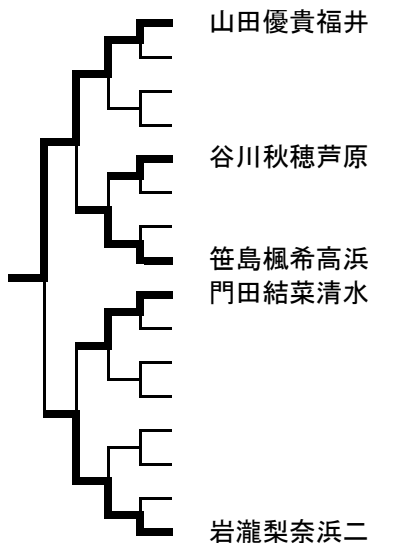 山田優貴福井
谷川秋穂芦原
笹島楓希高浜
門田結菜清水
岩瀧梨奈浜二